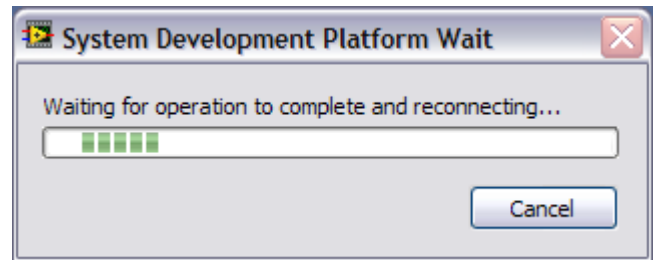 System Development Platform Wait
Waiting for operation to complete and reconnecting...
Cancel